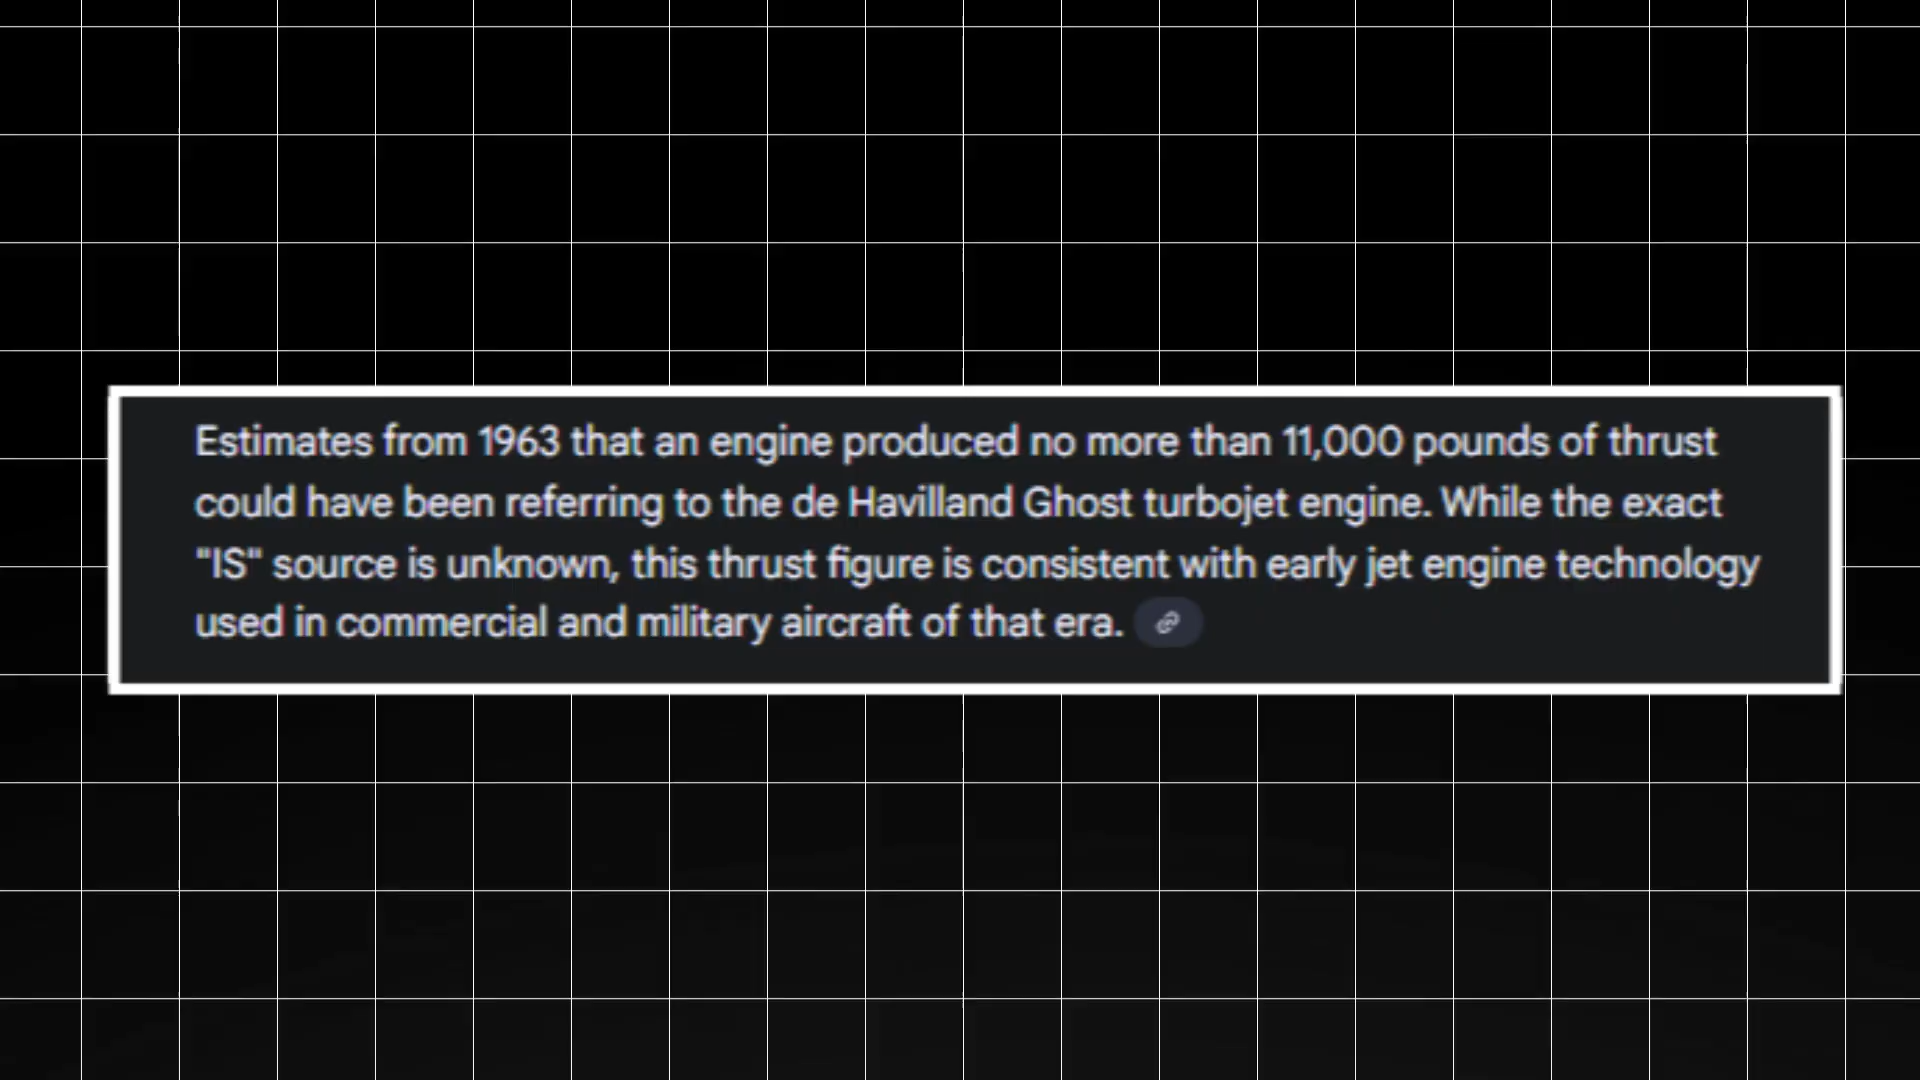 Estimates from 1963 that an engine produced no more than 11,000 pounds of thrust
could have been referring to the de Havilland Ghost turbojet engine. While the exact
"IS" source is unknown, this thrust figure is consistent with early jet engine technology
used in commercial and military aircraft of that era.